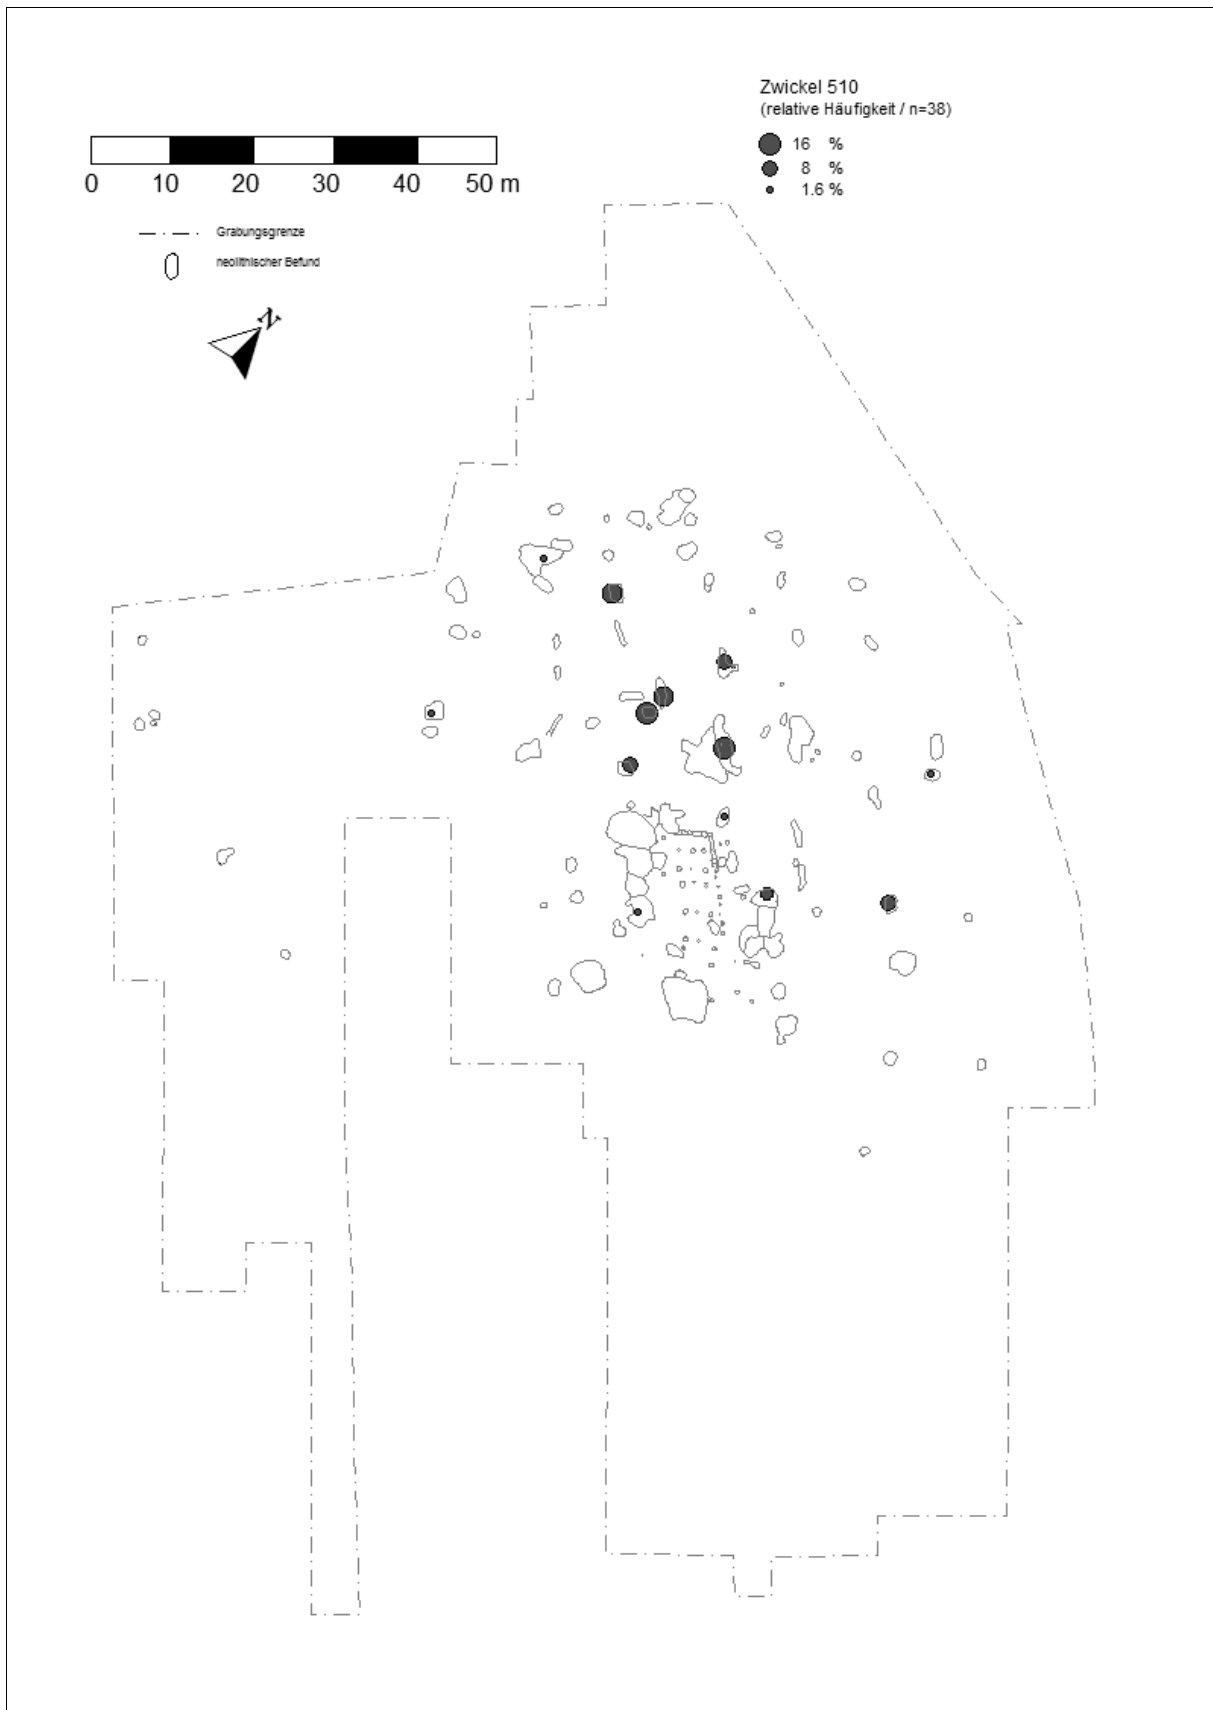 Zwickel 510
(relative Häufigkeit / n=38)
16 %
8 %
1.6 %
0 10 20 30 40 50 m
Grabungsgrenze
neolithischer Befund
N